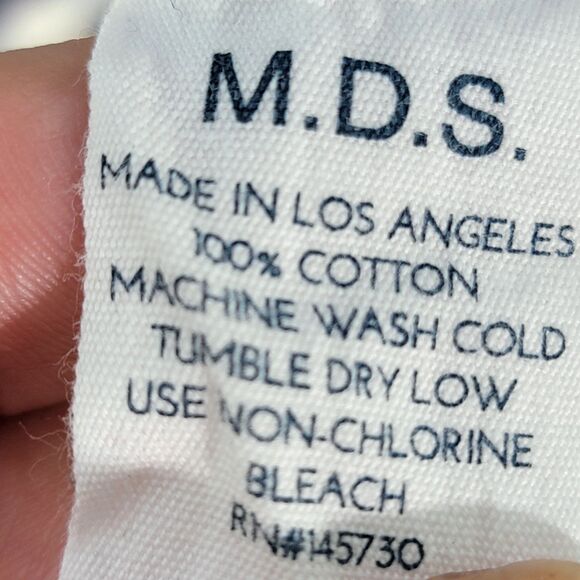 M.D.S.
MADE IN LOS ANGELES
100% COTTON
MACHINE WASH COLD
TUMBLE DRY LOW
USE NON-CHLORINE
BLEACH
RN#145730